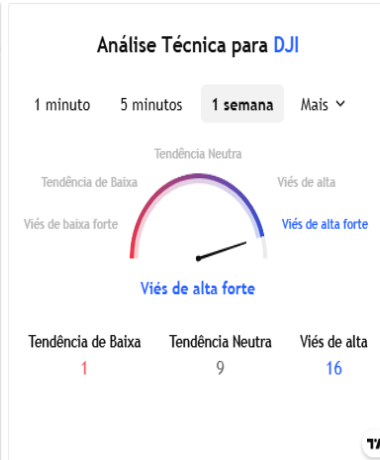 Análise Técnica para DJI
1 minuto 5 minutos 1 semana Mais
Tendência Neutra
Tendência de Baixa Viés de alta
Viés de baixa forte Viés de alta forte
Viés de alta forte
Tendência de Baixa Tendência Neutra Viés de alta
1 9 16